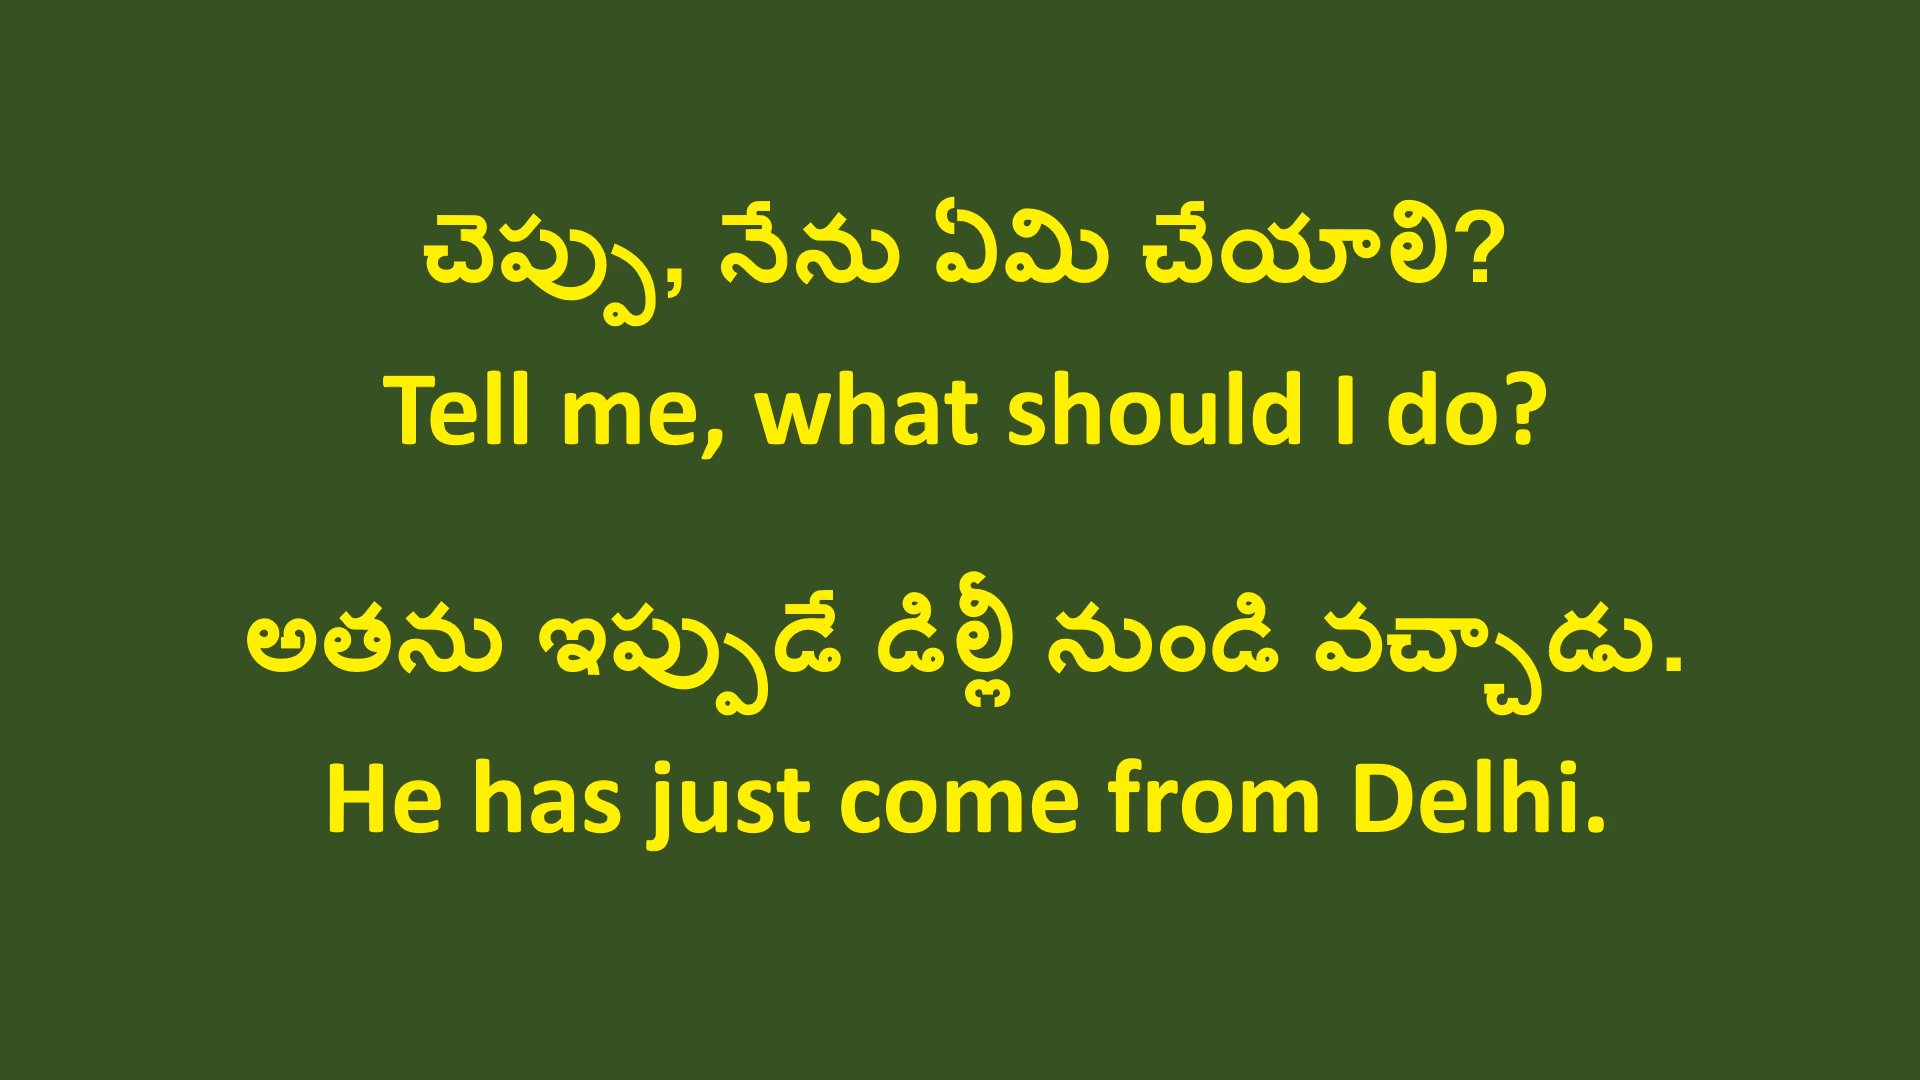 చెప్పు, నేను ఏమి చేయాలి?
Tell me, what should I do?
అతను ఇప్పుడే డిల్లీ నుండి వచ్చాడు.
He has just come from Delhi.